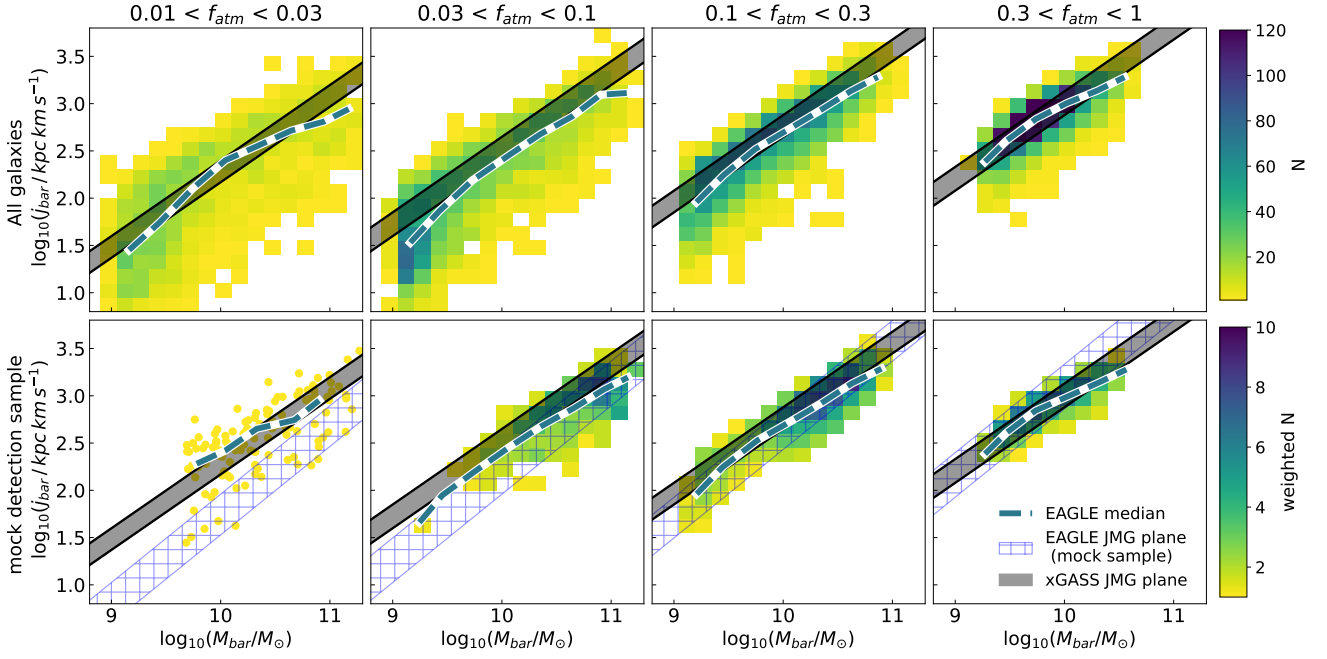 0.01 < f_atm < 0.03
0.03 < f_atm < 0.1
0.1 < f_atm < 0.3
0.3 < f_atm < 1
All galaxies
log₁₀(j_bar / kpc km s⁻¹)
3.5
3.0
2.5
2.0
1.5
1.0
120
100
80
60
40
20
N
mock detection sample
log₁₀(j_bar / kpc km s⁻¹)
3.5
3.0
2.5
2.0
1.5
1.0
EAGLE median
EAGLE JMG plane
(mock sample)
xGASS JMG plane
10
8
6
4
2
weighted N
9 10 11
9 10 11
9 10 11
9 10 11
log₁₀(M_bar/M_⊙)
log₁₀(M_bar/M_⊙)
log₁₀(M_bar/M_⊙)
log₁₀(M_bar/M_⊙)